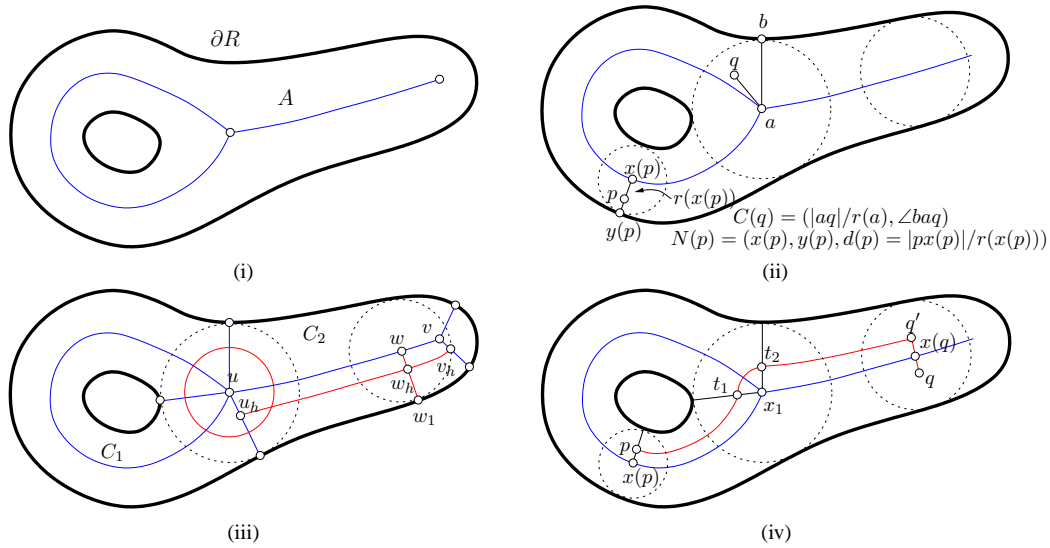 ∂R
A
(i)
b
q
a
x(p)
p
r(x(p))
y(p)
C(q) = (|aq|/r(a), ∠baq)
N(p) = (x(p), y(p), d(p) = |px(p)|/r(x(p)))
(ii)
C₂
w
v
u
v_h
w_h
u_h
w₁
C₁
(iii)
q′
x(q)
t₂
q
t₁
x₁
p
x(p)
(iv)